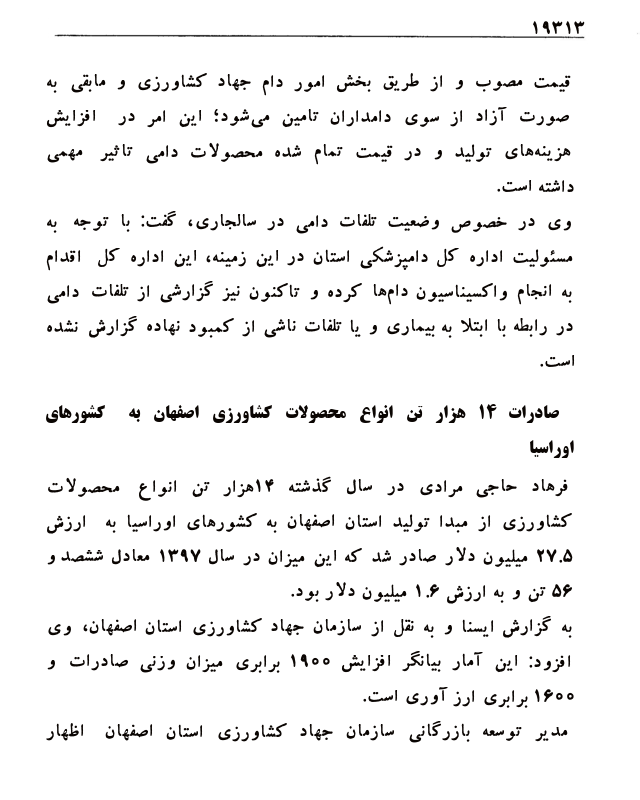 ۱۹۳۱۳
قیمت مصوب و از طریق بخش امور دام جهاد کشاورزی و مابقی به
صورت آزاد از سوی دامداران تامین می‌شود؛ این امر در افزایش
هزینه‌های تولید و در قیمت تمام شده محصولات دامی تاثیر مهمی
داشته است.
وی در خصوص وضعیت تلفات دامی در سالجاری، گفت: با توجه به
مسئولیت اداره کل دامپزشکی استان در این زمینه، این اداره کل اقدام
به انجام واکسیناسیون دام‌ها کرده و تاکنون نیز گزارشی از تلفات دامی
در رابطه با ابتلا به بیماری و یا تلفات ناشی از کمبود نهاده گزارش نشده
است.
صادرات ۱۴ هزار تن انواع محصولات کشاورزی اصفهان به کشورهای
اوراسیا
فرهاد حاجی مرادی در سال گذشته ۱۴هزار تن انواع محصولات
کشاورزی از مبدا تولید استان اصفهان به کشورهای اوراسیا به ارزش
۲۷.۵ میلیون دلار صادر شد که این میزان در سال ۱۳۹۷ معادل ششصد و
۵۶ تن و به ارزش ۱.۶ میلیون دلار بود.
به گزارش ایسنا و به نقل از سازمان جهاد کشاورزی استان اصفهان، وی
افزود: این آمار بیانگر افزایش ۱۹۰۰ برابری میزان وزنی صادرات و
۱۶۰۰ برابری ارز آوری است.
مدیر توسعه بازرگانی سازمان جهاد کشاورزی استان اصفهان اظهار